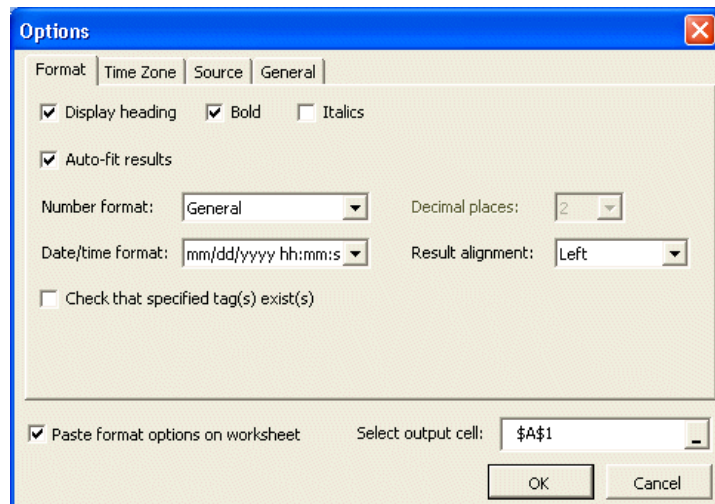 Options
Format Time Zone Source General
Display heading Bold Italics
Auto-fit results
Number format: General Decimal places: 2
Date/time format: mm/dd/yyyy hh:mm:s Result alignment: Left
Check that specified tag(s) exist(s)
Paste format options on worksheet Select output cell: $A$1
OK Cancel